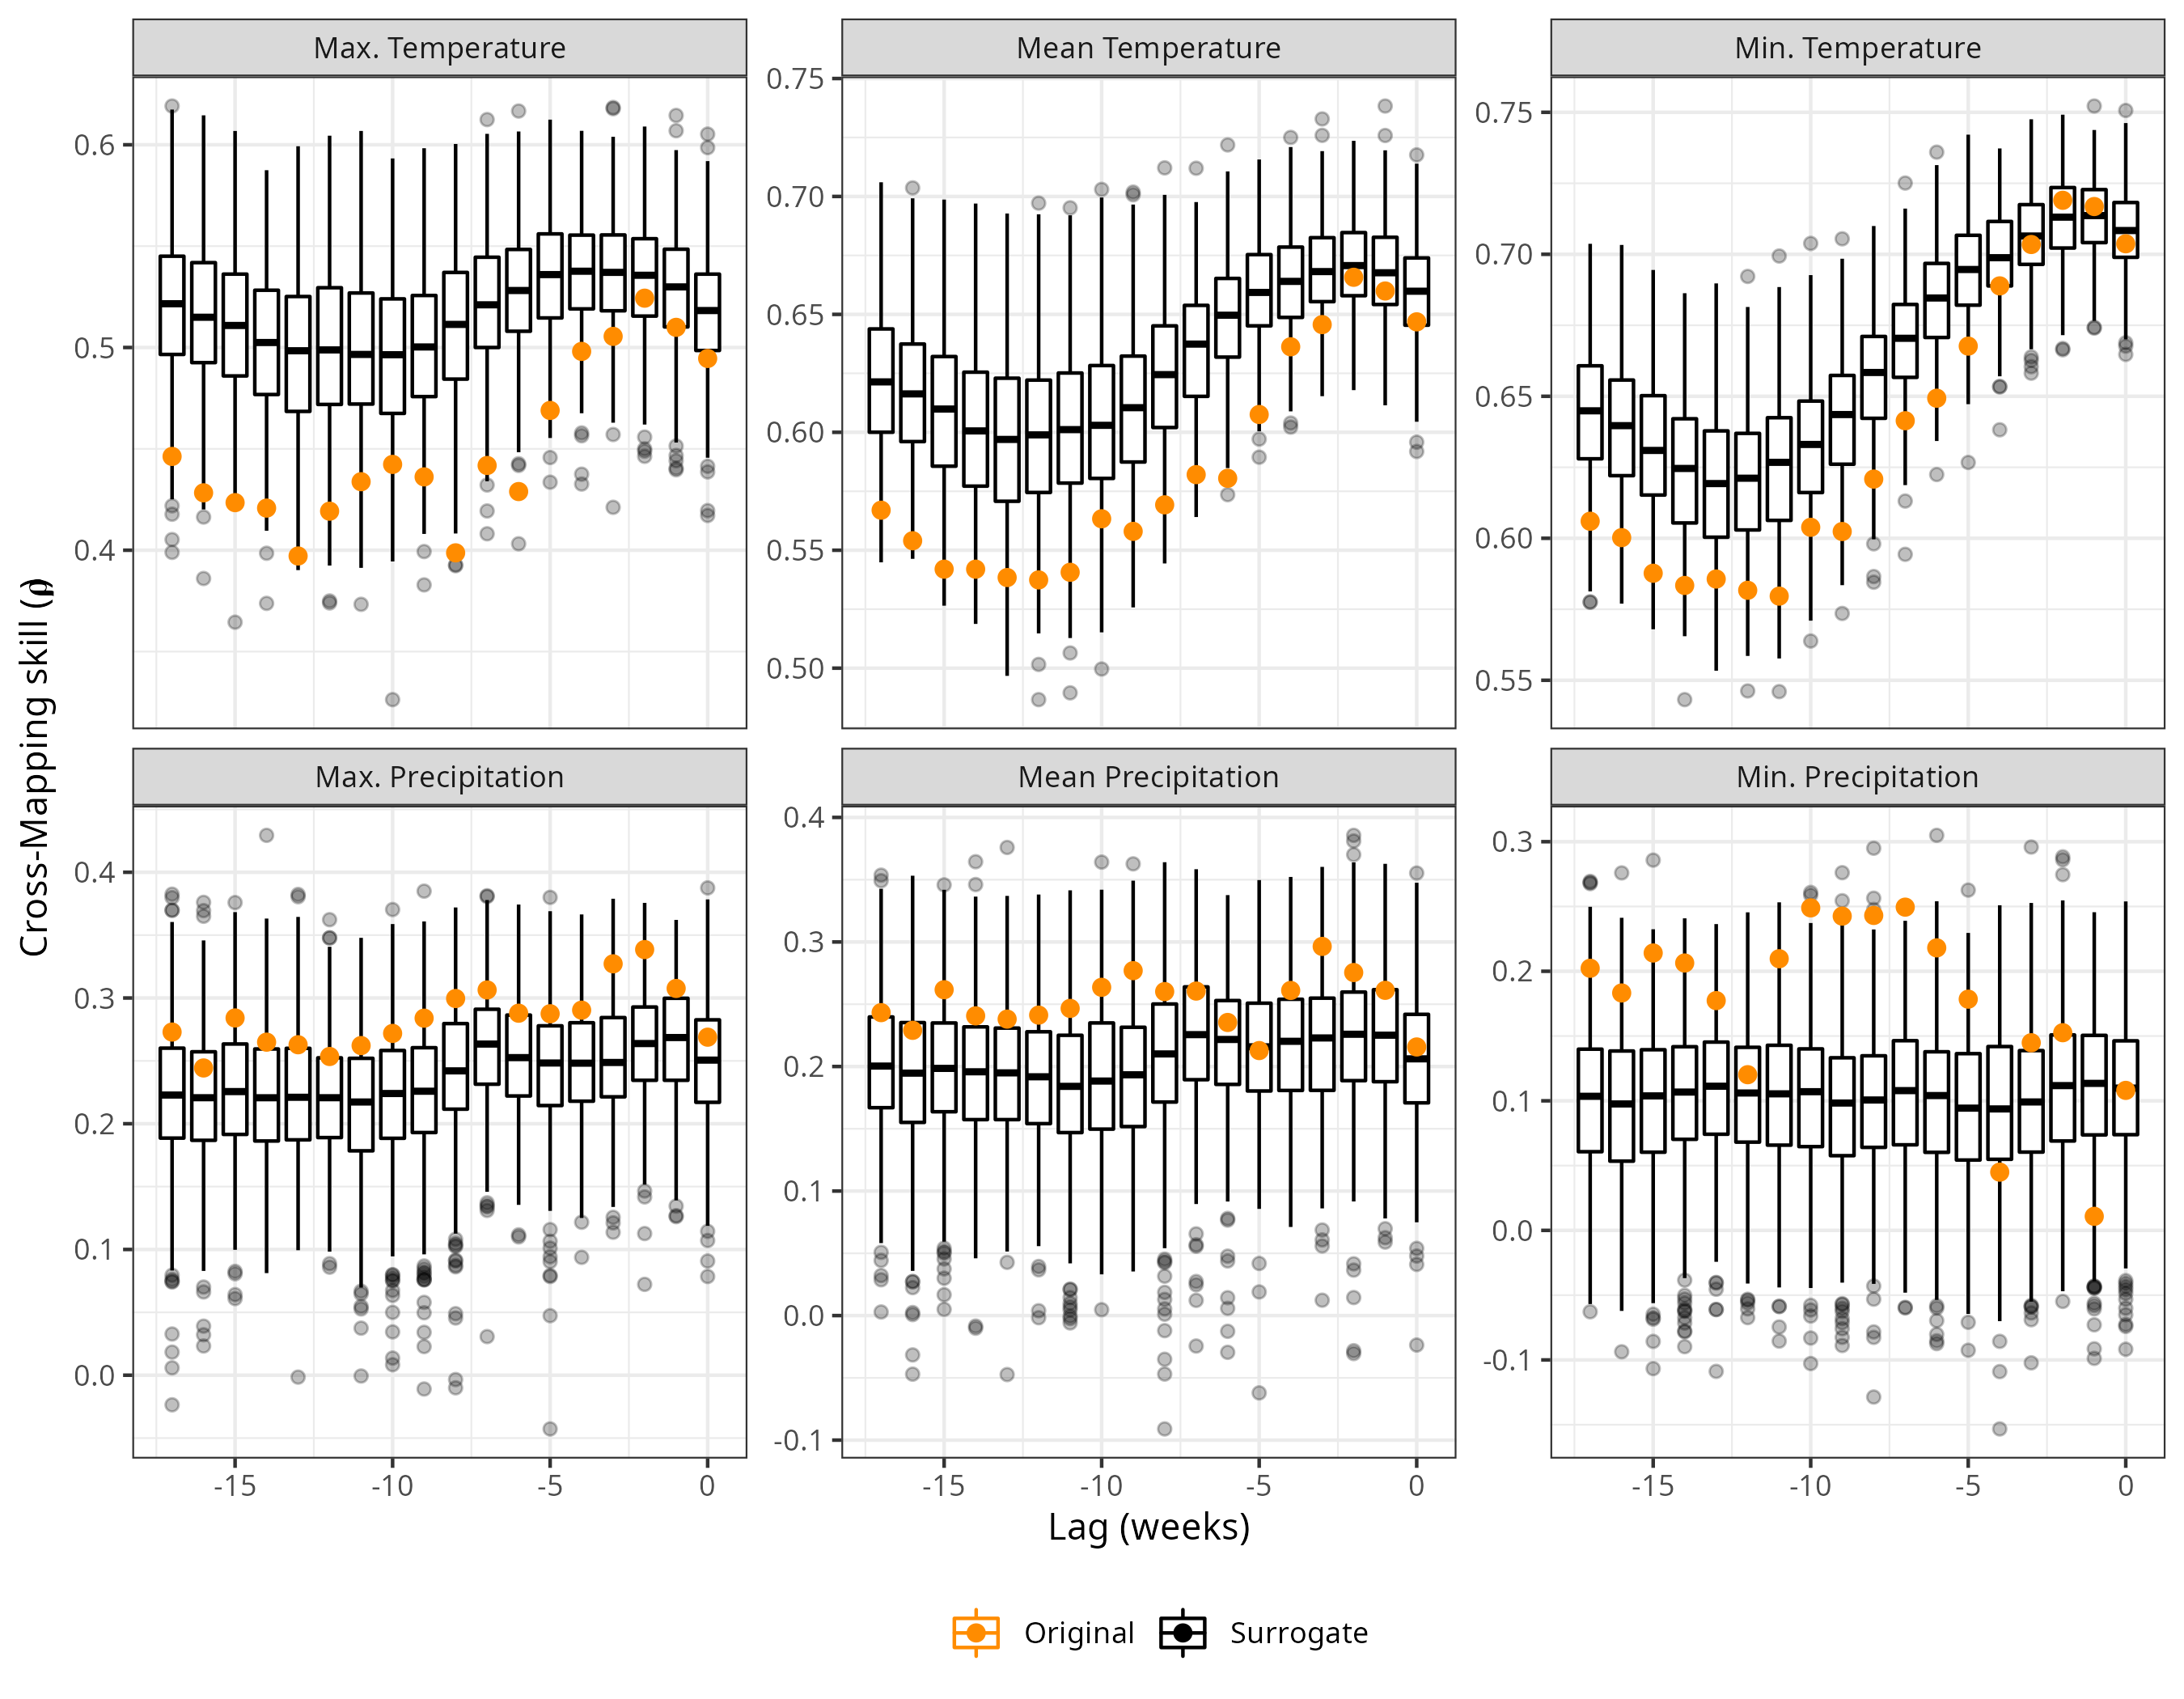 Max. Temperature
Mean Temperature
Min. Temperature
0.6
0.5
0.4
0.75
0.70
0.65
0.60
0.55
0.50
0.75
0.70
0.65
0.60
0.55
Cross-Mapping skill (ρ)
Max. Precipitation
Mean Precipitation
Min. Precipitation
0.4
0.3
0.2
0.1
0.0
0.4
0.3
0.2
0.1
0.0
-0.1
0.3
0.2
0.1
0.0
-0.1
-15 -10 -5 0
-15 -10 -5 0
-15 -10 -5 0
Lag (weeks)
Original Surrogate